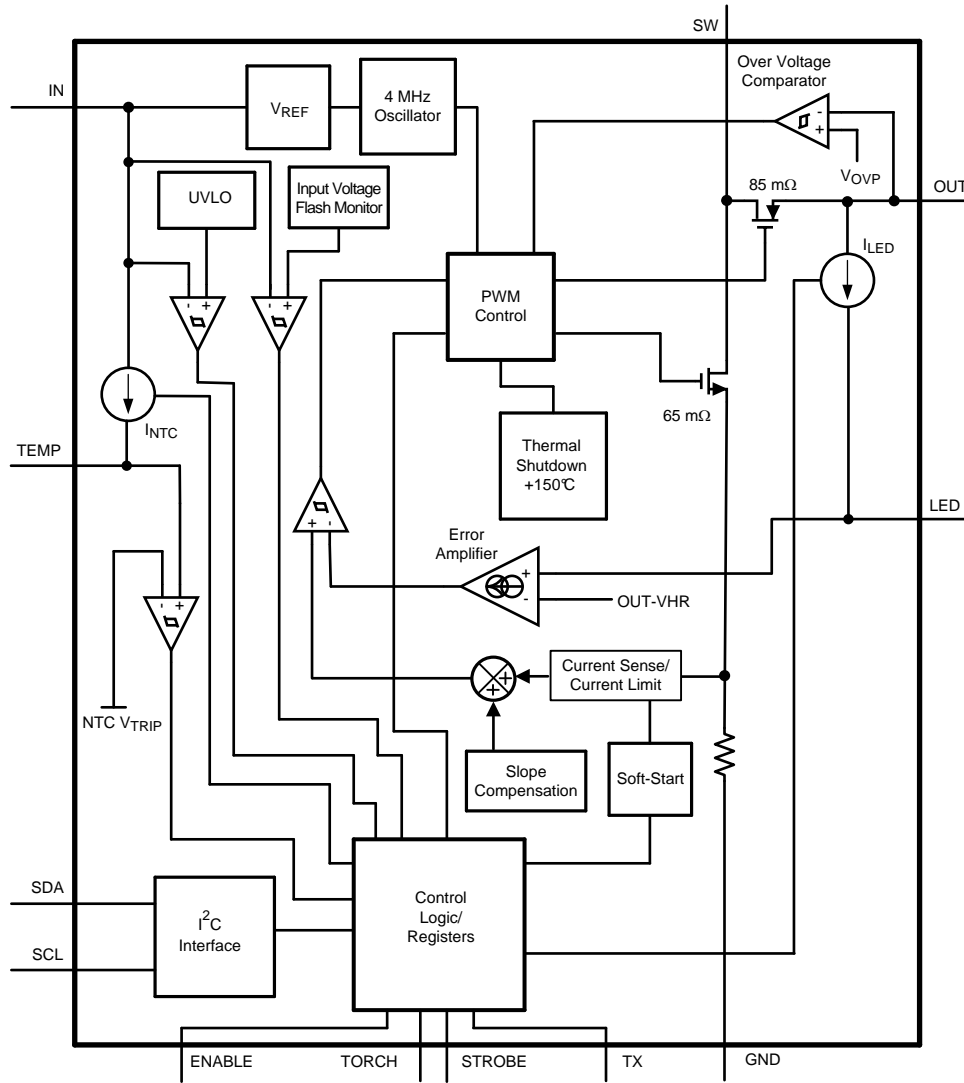 SW
Over Voltage
Comparator
IN
VREF
4 MHz
Oscillator
-
+
VOVP
UVLO
Input Voltage
Flash Monitor
85 mΩ
OUT
ILED
- +
- +
PWM
Control
65 mΩ
INTC
TEMP
Thermal
Shutdown
+150°C
+ -
LED
Error
Amplifier
+
-
OUT-VHR
- +
Current Sense/
Current Limit
+
+
NTC VTRIP
Slope
Compensation
Soft-Start
SDA
I2C
Interface
Control
Logic/
Registers
SCL
ENABLE
TORCH
STROBE
TX
GND